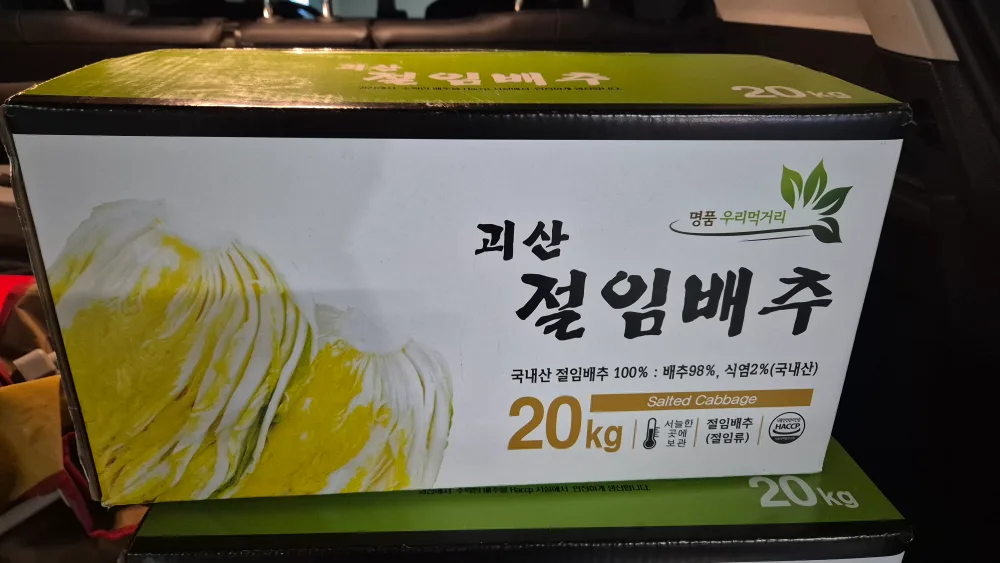 괴산
절임배추
20kg
명품 우리먹거리
괴산
절임배추
국내산 절임배추 100% : 배추98%, 식염2%(국내산)
20kg
Salted Cabbage
서늘한
곳에
보관
절임배추
(절임류)
HACCP
20kg